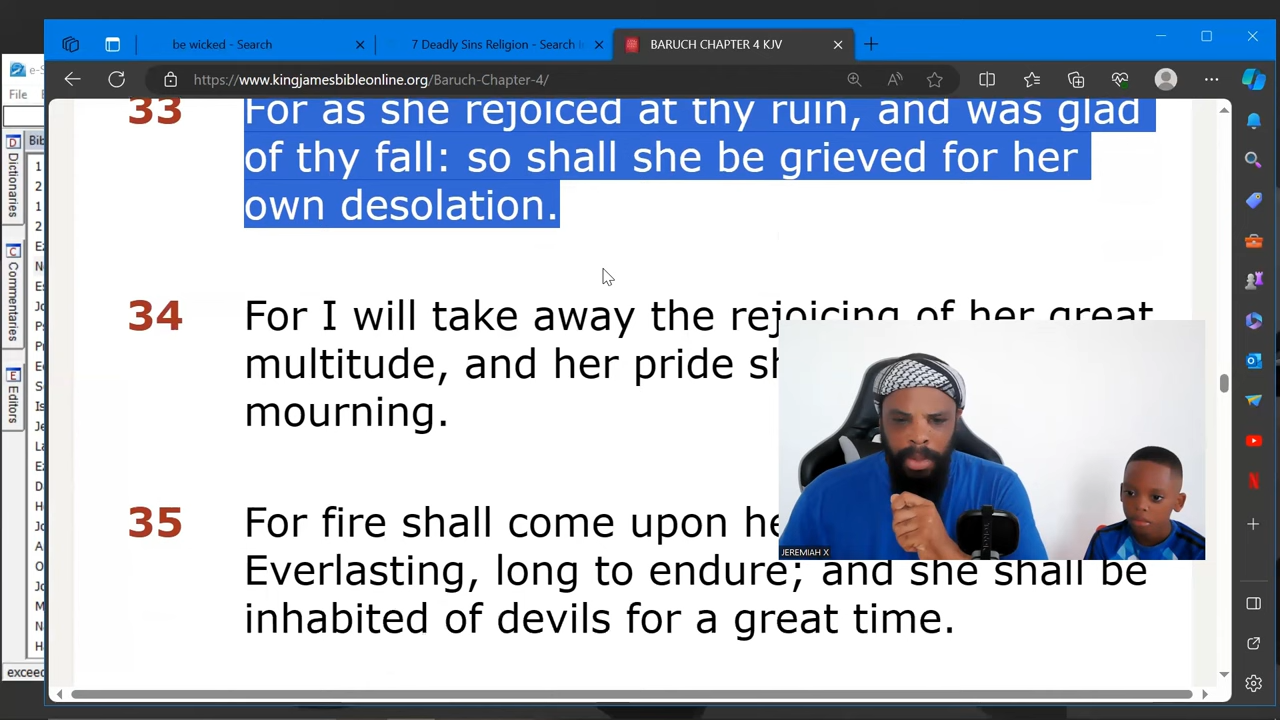 be wicked - Search
7 Deadly Sins Religion - Search
BARUCH CHAPTER 4 KJV
https://www.kingjamesbibleonline.org/Baruch-Chapter-4/
File
Bib
Dictionaries
Commentaries
Editors
33 For as she rejoiced at thy ruin, and was glad
of thy fall: so shall she be grieved for her
own desolation.
34 For I will take away the rejoicing of her great
multitude, and her pride
mourning.
35 For fire shall come upon
Everlasting, long to endure; and she shall be
inhabited of devils for a great time.
JEREMIAH X
exceed